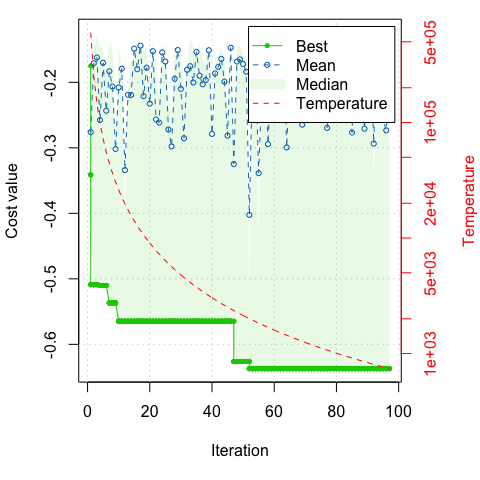 Best
Mean
Median
Temperature
Cost value
-0.2
-0.3
-0.4
-0.5
-0.6
5e+05
1e+05
2e+04
5e+03
1e+03
Temperature
0 20 40 60 80 100
Iteration